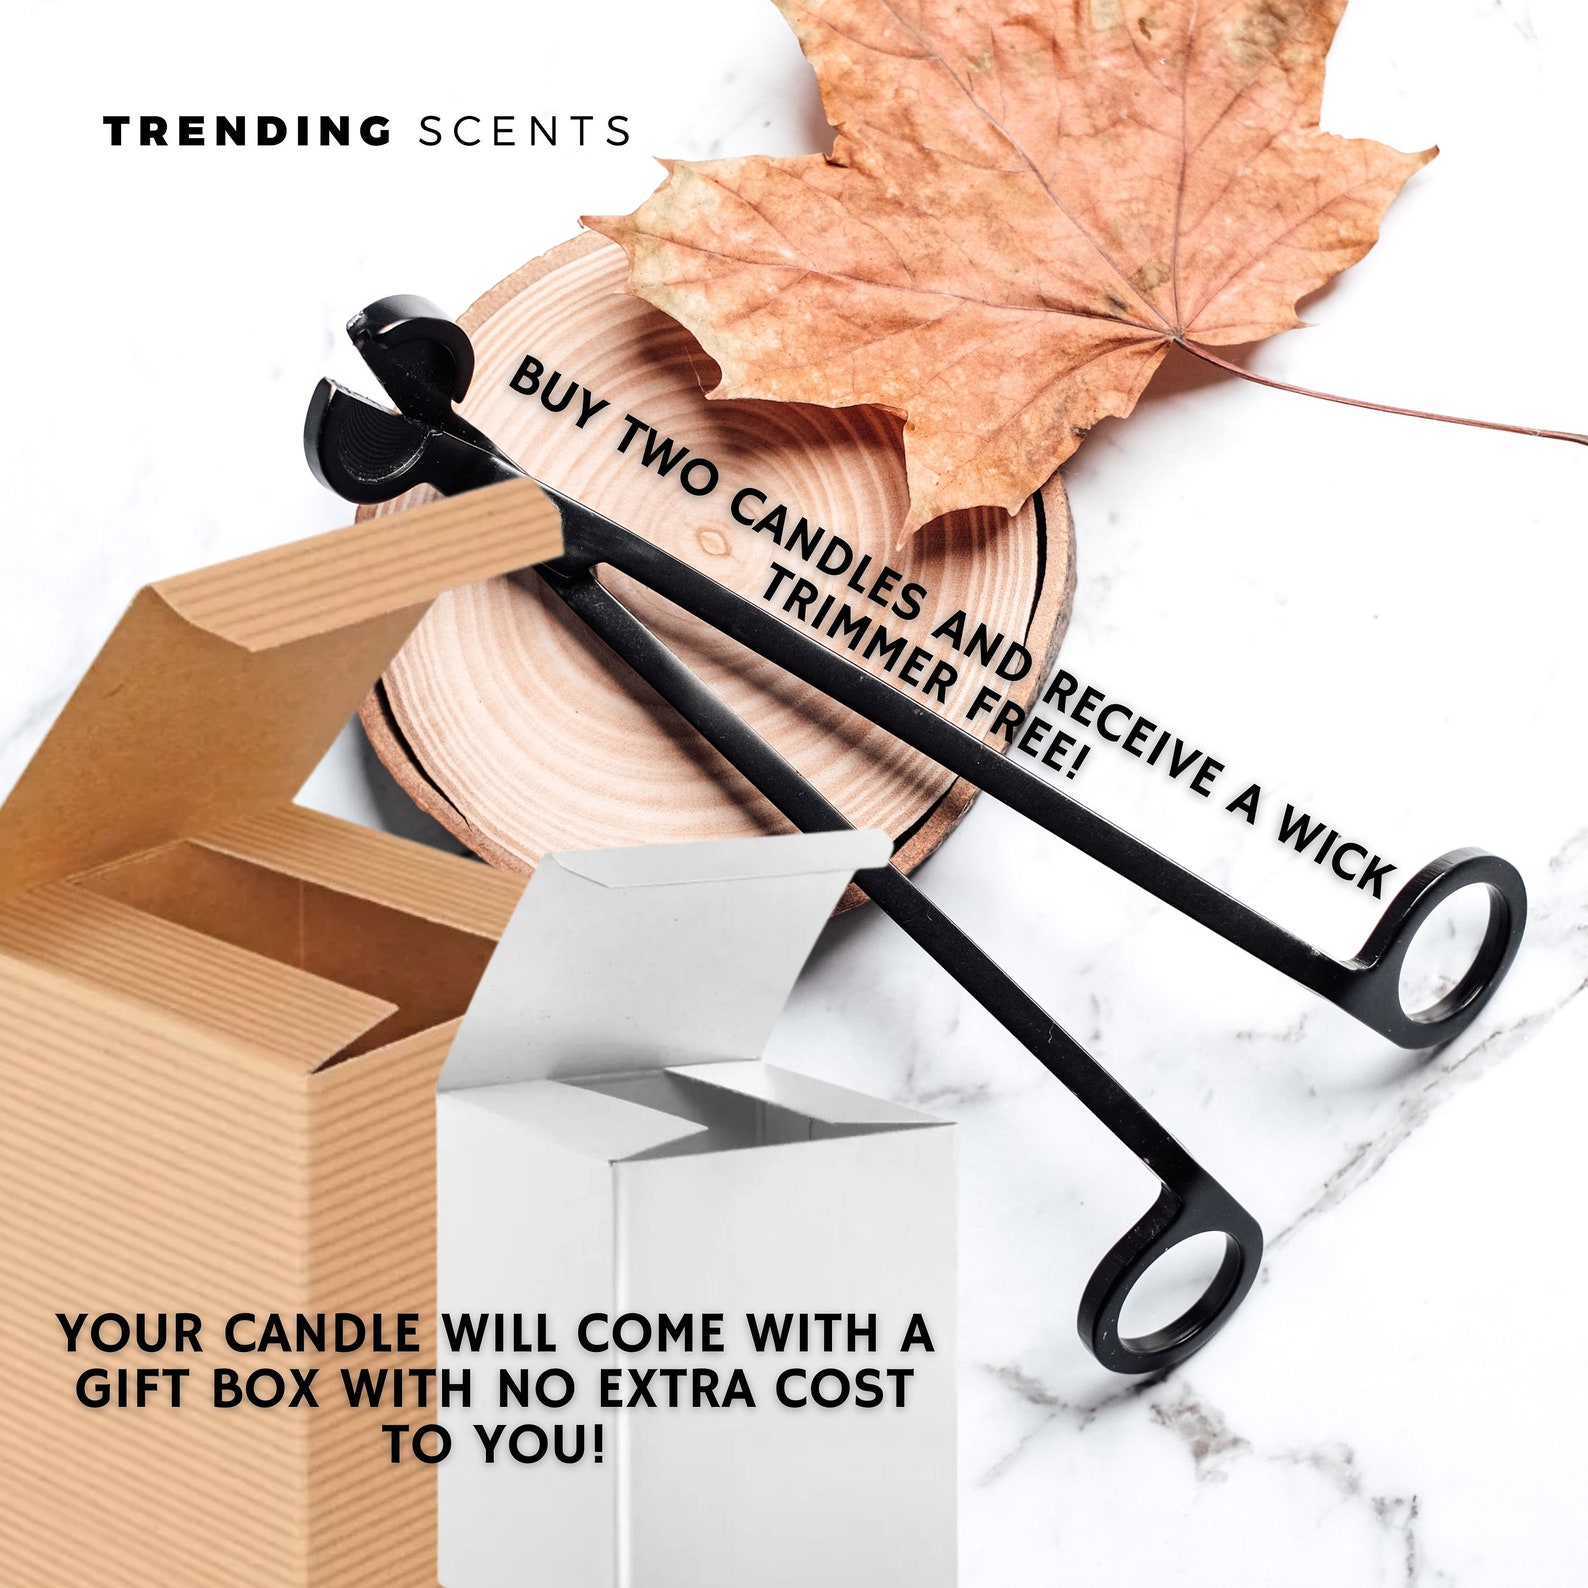 TRENDING SCENTS
BUY TWO CANDLES AND RECEIVE A WICK
TRIMMER FREE!
YOUR CANDLE WILL COME WITH A
GIFT BOX WITH NO EXTRA COST
TO YOU!